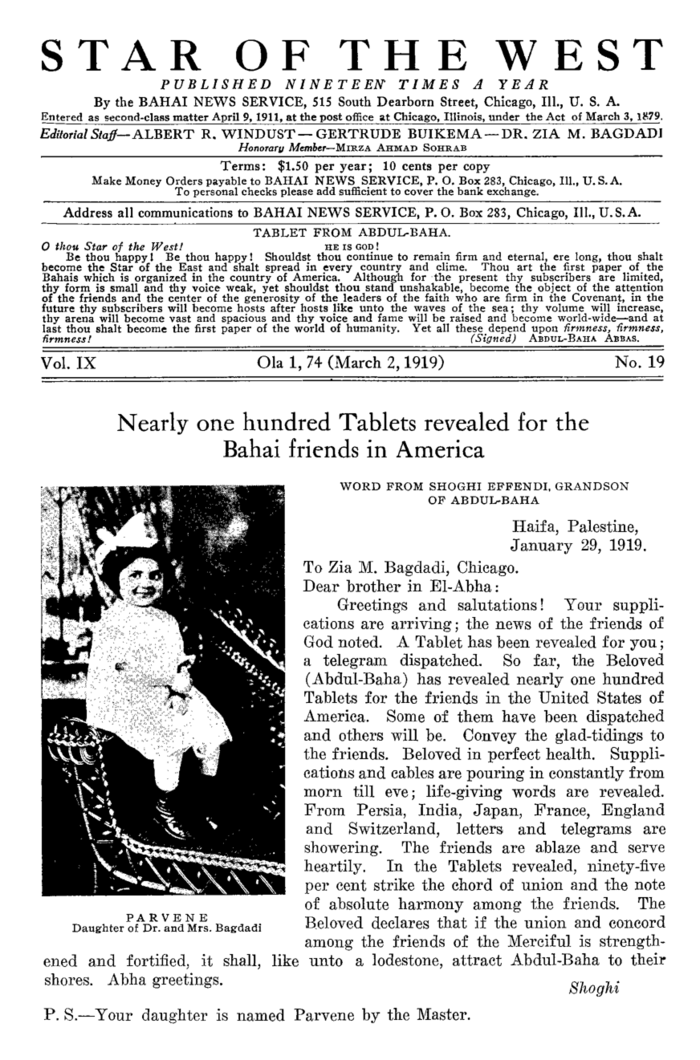 STAR OF THE WEST
PUBLISHED NINETEEN TIMES A YEAR
By the BAHAI NEWS SERVICE, 515 South Dearborn Street, Chicago, Ill., U. S. A.
Entered as second-class matter April 9, 1911, at the post office at Chicago, Illinois, under the Act of March 3, 1879.
Editorial Staff—ALBERT R. WINDUST—GERTRUDE BUIKEMA—DR. ZIA M. BAGDADI
Honorary Member—MIRZA AHMAD SOHRAB
Terms: $1.50 per year; 10 cents per copy
Make Money Orders payable to BAHAI NEWS SERVICE, P. O. Box 283, Chicago, Ill., U. S. A.
To personal checks please add sufficient to cover the bank exchange.
Address all communications to BAHAI NEWS SERVICE, P. O. Box 283, Chicago, Ill., U. S. A.
TABLET FROM ABDUL-BAHA.
O thou Star of the West! HE IS GOD!
Be thou happy! Be thou happy! Shouldst thou continue to remain firm and eternal, ere long, thou shalt
become the Star of the East and shalt spread in every country and clime. Thou art the first paper of the
Bahais which is organized in the country of America. Although for the present thy subscribers are limited,
thy form is small and thy voice weak, yet shouldst thou stand unshakable, become the object of the attention
of the friends and the center of the generosity of the leaders of the faith who are firm in the Covenant, in the
future thy subscribers will become hosts after hosts like unto the waves of the sea; thy volume will increase,
thy arena will become vast and spacious and thy voice and fame will be raised and become world-wide—and at
last thou shalt become the first paper of the world of humanity. Yet all these depend upon firmness, firmness,
firmness! (Signed) ABDUL-BAHA ABBAS.
Vol. IX Ola 1, 74 (March 2, 1919) No. 19
Nearly one hundred Tablets revealed for the
Bahai friends in America
WORD FROM SHOGHI EFFENDI, GRANDSON
OF ABDUL-BAHA
Haifa, Palestine,
January 29, 1919.
To Zia M. Bagdadi, Chicago.
Dear brother in El-Abha:
Greetings and salutations! Your suppli-
cations are arriving; the news of the friends of
God noted. A Tablet has been revealed for you;
a telegram dispatched. So far, the Beloved
(Abdul-Baha) has revealed nearly one hundred
Tablets for the friends in the United States of
America. Some of them have been dispatched
and others will be. Convey the glad-tidings to
the friends. Beloved in perfect health. Suppli-
cations and cables are pouring in constantly from
morn till eve; life-giving words are revealed.
From Persia, India, Japan, France, England
and Switzerland, letters and telegrams are
showering. The friends are ablaze and serve
heartily. In the Tablets revealed, ninety-five
per cent strike the chord of union and the note
of absolute harmony among the friends. The
Beloved declares that if the union and concord
among the friends of the Merciful is strength-
ened and fortified, it shall, like unto a lodestone, attract Abdul-Baha to their
shores. Abha greetings.
Shoghi
PARVENE
Daughter of Dr. and Mrs. Bagdadi
P. S.—Your daughter is named Parvene by the Master.